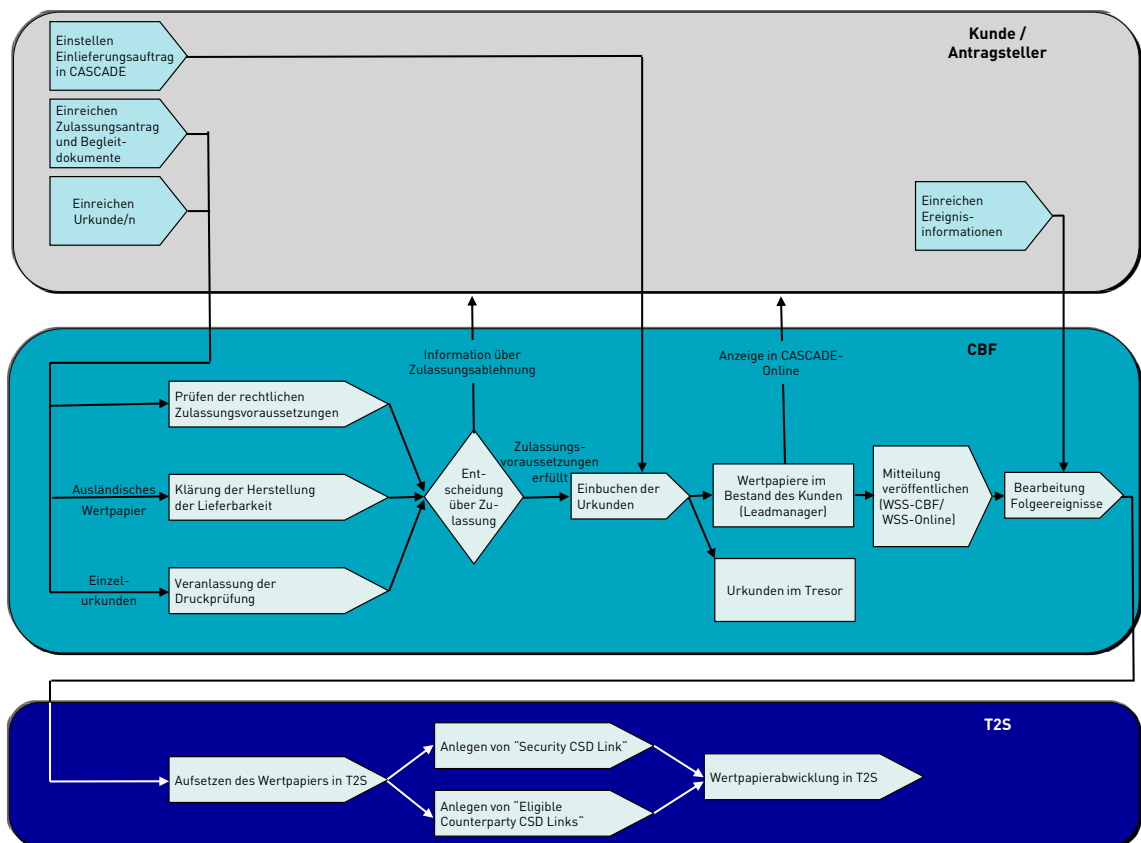 Kunde /
Antragsteller
Einstellen
Einlieferungsauftrag
in CASCADE
Einreichen
Zulassungsantrag
und Begleit-
dokumente
Einreichen
Urkunde/n
Einreichen
Ereignis-
informationen
CBF
Information über
Zulassungsablehnung
Anzeige in CASCADE-
Online
Prüfen der rechtlichen
Zulassungsvoraussetzungen
Ausländisches
Wertpapier
Klärung der Herstellung
der Lieferbarkeit
Einzel-
urkunden
Veranlassung der
Druckprüfung
Ent-
scheidung
über Zu-
lassung
Zulassungs-
voraussetzungen
erfüllt
Einbuchen der
Urkunden
Wertpapiere im
Bestand des Kunden
(Leadmanager)
Urkunden im Tresor
Mitteilung
veröffentlichen
(WSS-CBF/
WSS-Online)
Bearbeitung
Folgeereignisse
T2S
Aufsetzen des Wertpapiers in T2S
Anlegen von "Security CSD Link"
Anlegen von "Eligible
Counterparty CSD Links"
Wertpapierabwicklung in T2S